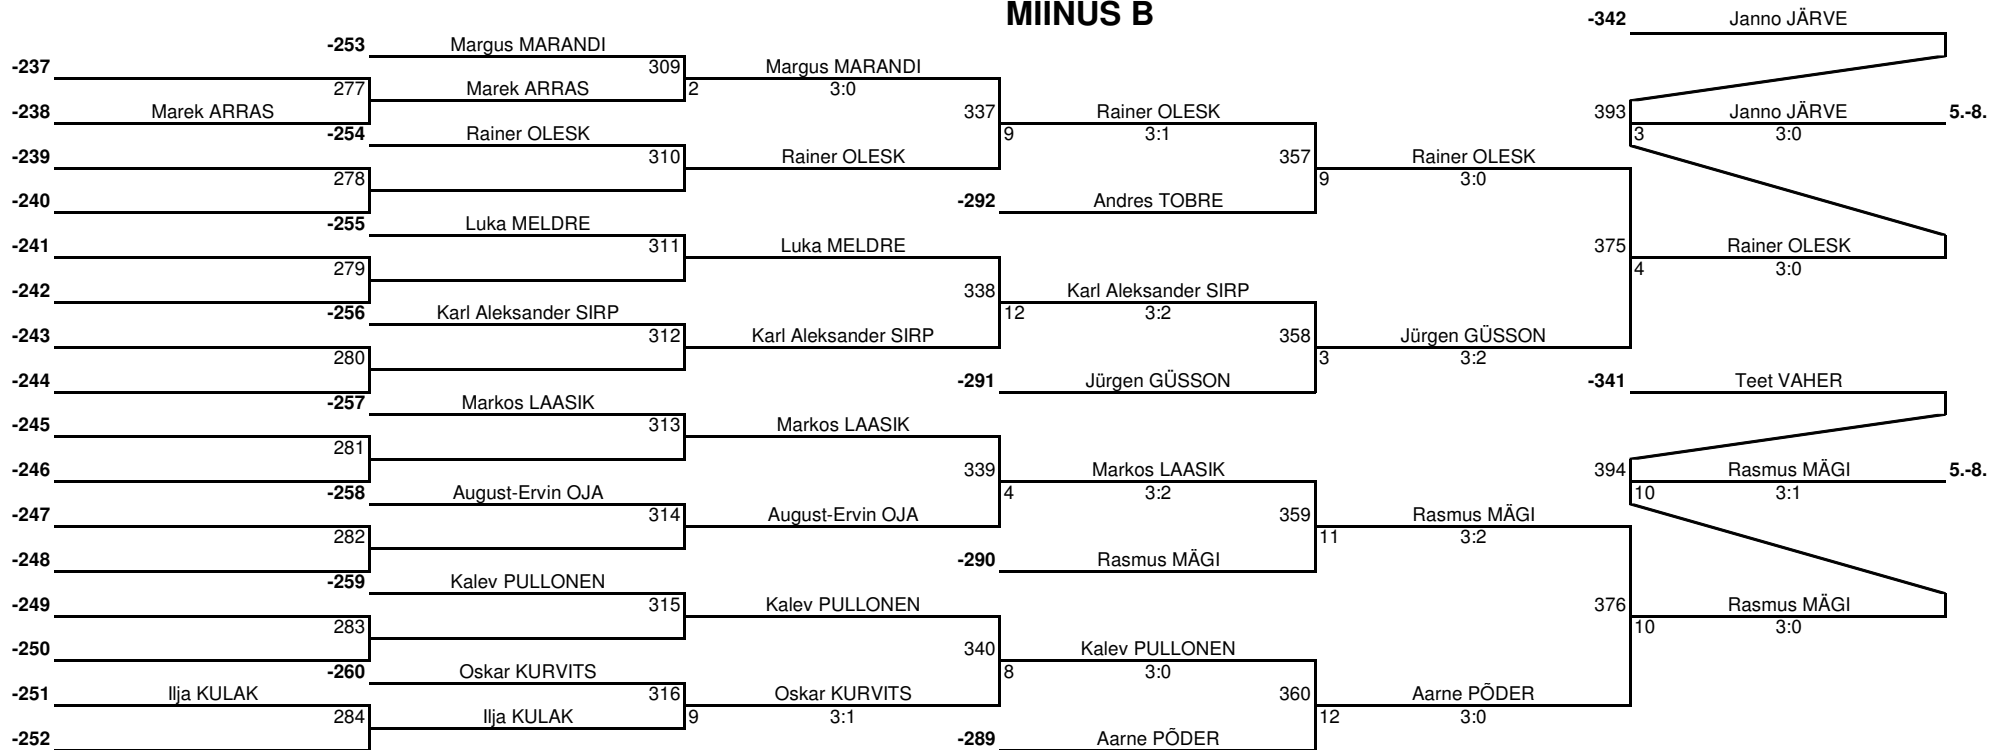 MIINUS B
-342 Janno JÄRVE
-253 Margus MARANDI
-237 309 Margus MARANDI
277 Marek ARRAS 2 3:0
-238 Marek ARRAS 337 Rainer OLESK 393 Janno JÄRVE 5.-8.
-254 Rainer OLESK 9 3:1 3 3:0
-239 310 Rainer OLESK 357 Rainer OLESK
278 9 3:0
-240 -292 Andres TOBRE
-255 Luka MELDRE
-241 311 Luka MELDRE 375 Rainer OLESK
279 4 3:0
-242 338 Karl Aleksander SIRP
-256 Karl Aleksander SIRP 12 3:2
-243 312 Karl Aleksander SIRP 358 Jürgen GÜSSON
280 3 3:2
-244 -291 Jürgen GÜSSON -341 Teet VAHER
-257 Markos LAASIK
-245 313 Markos LAASIK
281
-246 339 Markos LAASIK 394 Rasmus MÄGI 5.-8.
-258 August-Ervin OJA 4 3:2 10 3:1
-247 314 August-Ervin OJA 359 Rasmus MÄGI
282 11 3:2
-248 -290 Rasmus MÄGI
-259 Kalev PULLONEN
-249 315 Kalev PULLONEN 376 Rasmus MÄGI
283 10 3:0
-250 340 Kalev PULLONEN
-260 Oskar KURVITS 8 3:0
-251 Ilja KULAK 316 Oskar KURVITS 360 Aarne PÕDER
284 Ilja KULAK 9 3:1 12 3:0
-252 -289 Aarne PÕDER